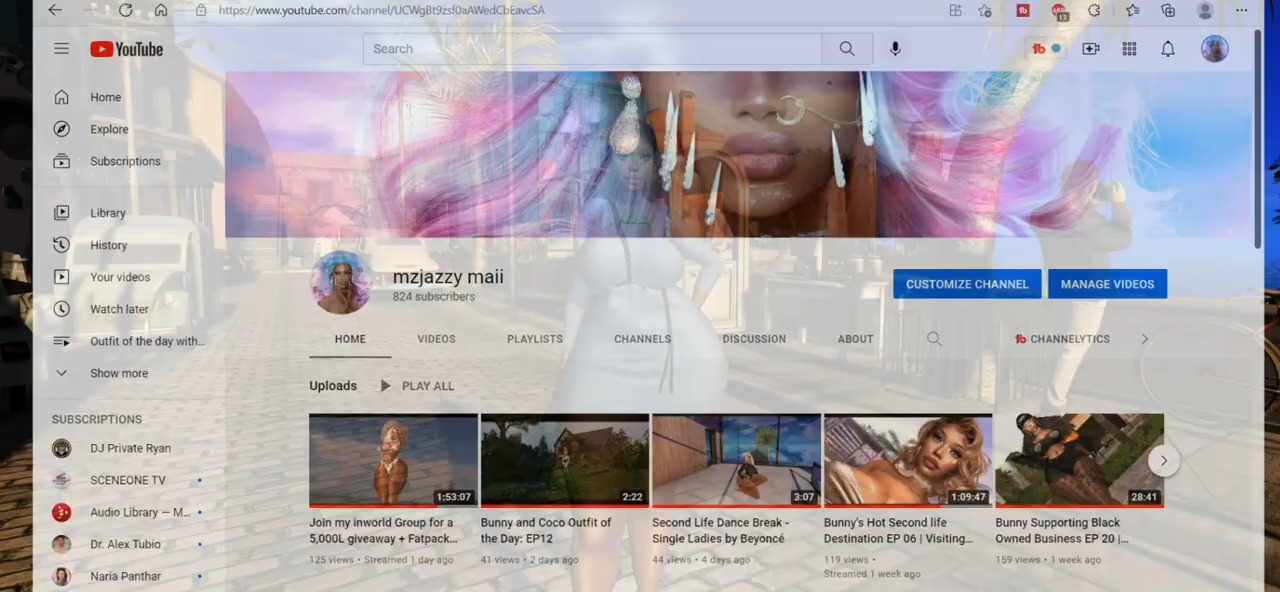 https://www.youtube.com/channel/UCWgBt9zsf0aAWedCbEavcSA
13
YouTube
Search
Home
Explore
Subscriptions
Library
History
Your videos
Watch later
Outfit of the day with...
Show more
SUBSCRIPTIONS
DJ Private Ryan
SCENEONE TV
Audio Library — M...
Dr. Alex Tubio
Naria Panthar
mzjazzy maii
824 subscribers
CUSTOMIZE CHANNEL
MANAGE VIDEOS
HOME VIDEOS PLAYLISTS CHANNELS DISCUSSION ABOUT CHANNELYTICS
Uploads PLAY ALL
1:53:07
Join my inworld Group for a
5,000L giveaway + Fatpack...
125 views • Streamed 1 day ago
2:22
Bunny and Coco Outfit of
the Day: EP12
41 views • 2 days ago
3:07
Second Life Dance Break -
Single Ladies by Beyoncé
44 views • 4 days ago
1:09:47
Bunny's Hot Second life
Destination EP 06 | Visiting...
119 views •
Streamed 1 week ago
28:41
Bunny Supporting Black
Owned Business EP 20 |...
159 views • 1 week ago